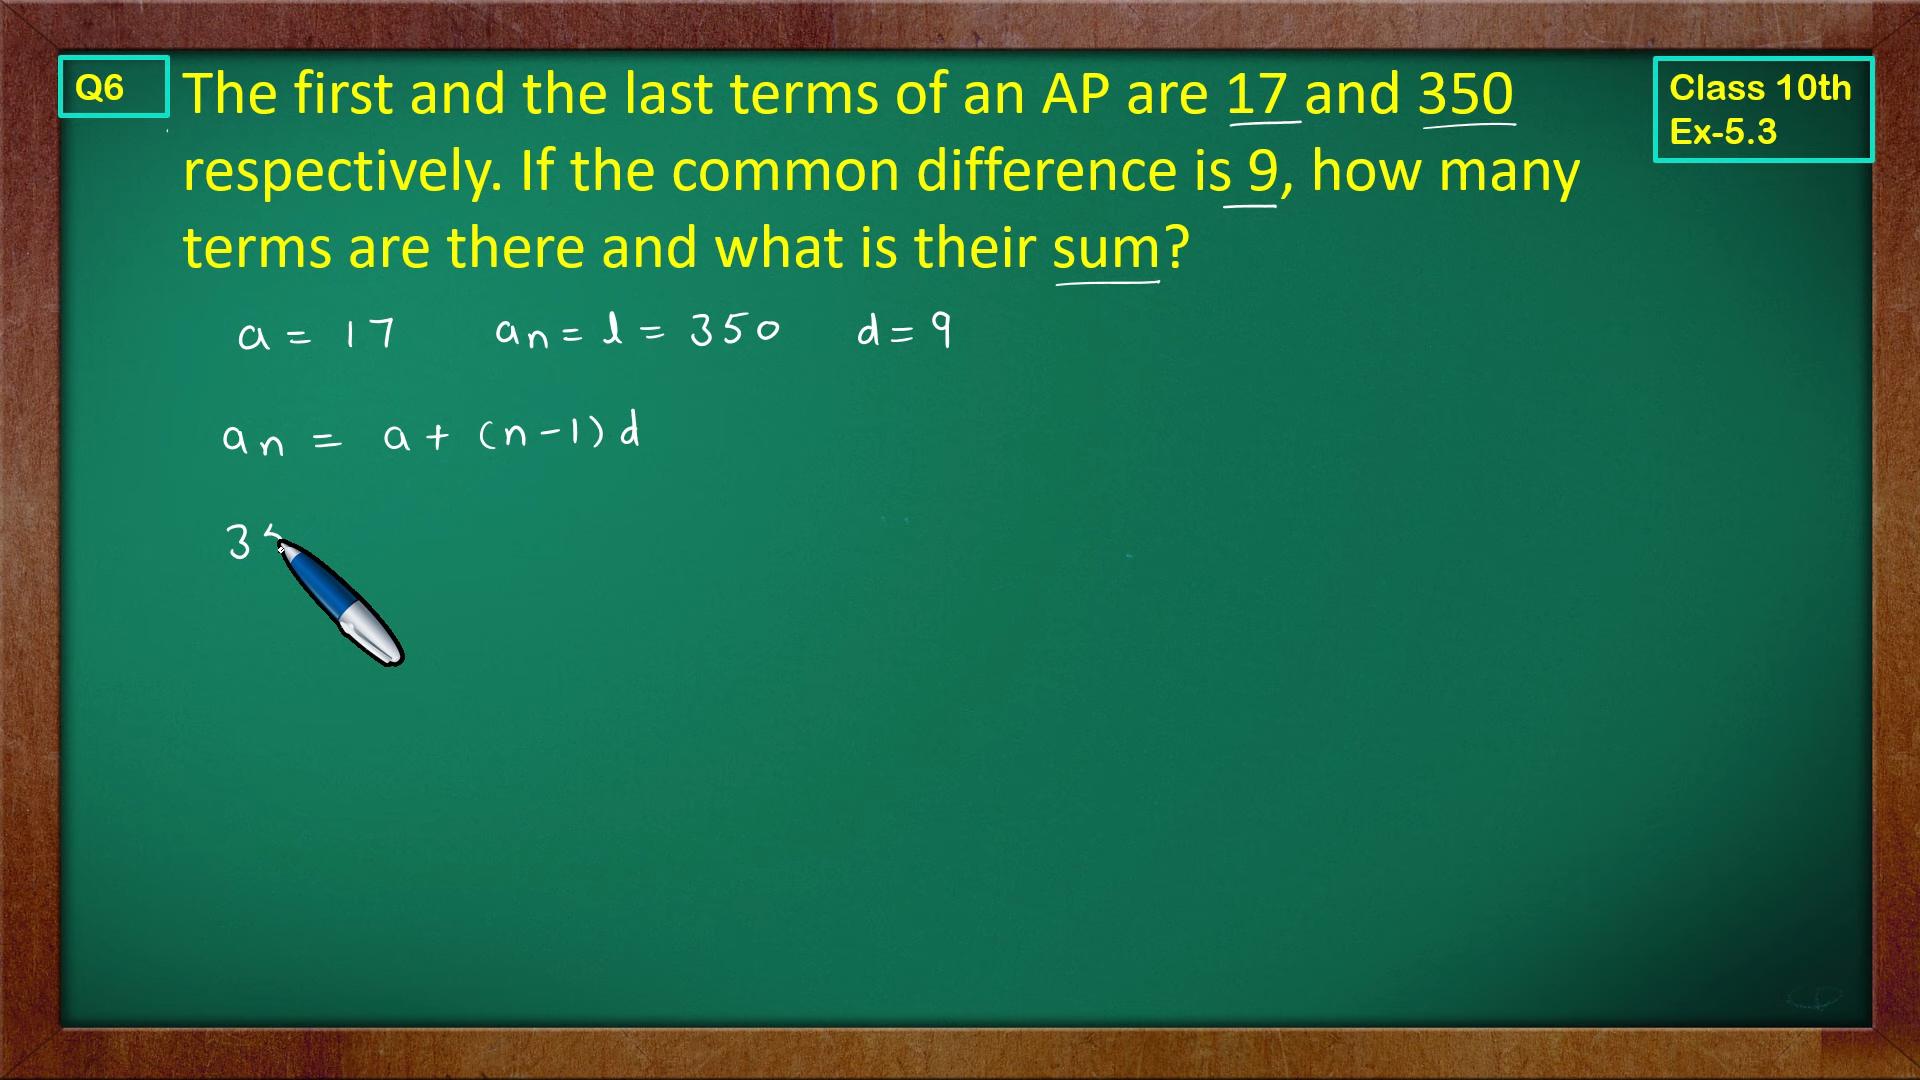 Q6
The first and the last terms of an AP are 17 and 350
respectively. If the common difference is 9, how many
terms are there and what is their sum?
Class 10th
Ex-5.3
a = 17 an = l = 350 d = 9
an = a + (n-1) d
3